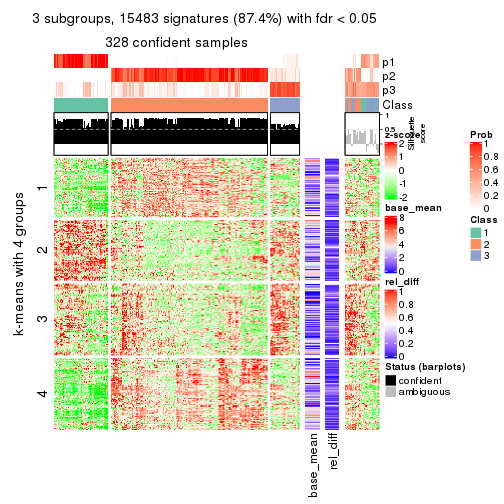 3 subgroups, 15483 signatures (87.4%) with fdr < 0.05
328 confident samples
p1
p2
p3
Class
1
0.5
0
Silhouette
score
k-means with 4 groups
1
2
3
4
base_mean
rel_diff
z-score
2
1
0
-1
-2
base_mean
8
6
4
2
0
rel_diff
1
0.8
0.6
0.4
0.2
0
Status (barplots)
confident
ambiguous
Prob
1
0.8
0.6
0.4
0.2
0
Class
1
2
3